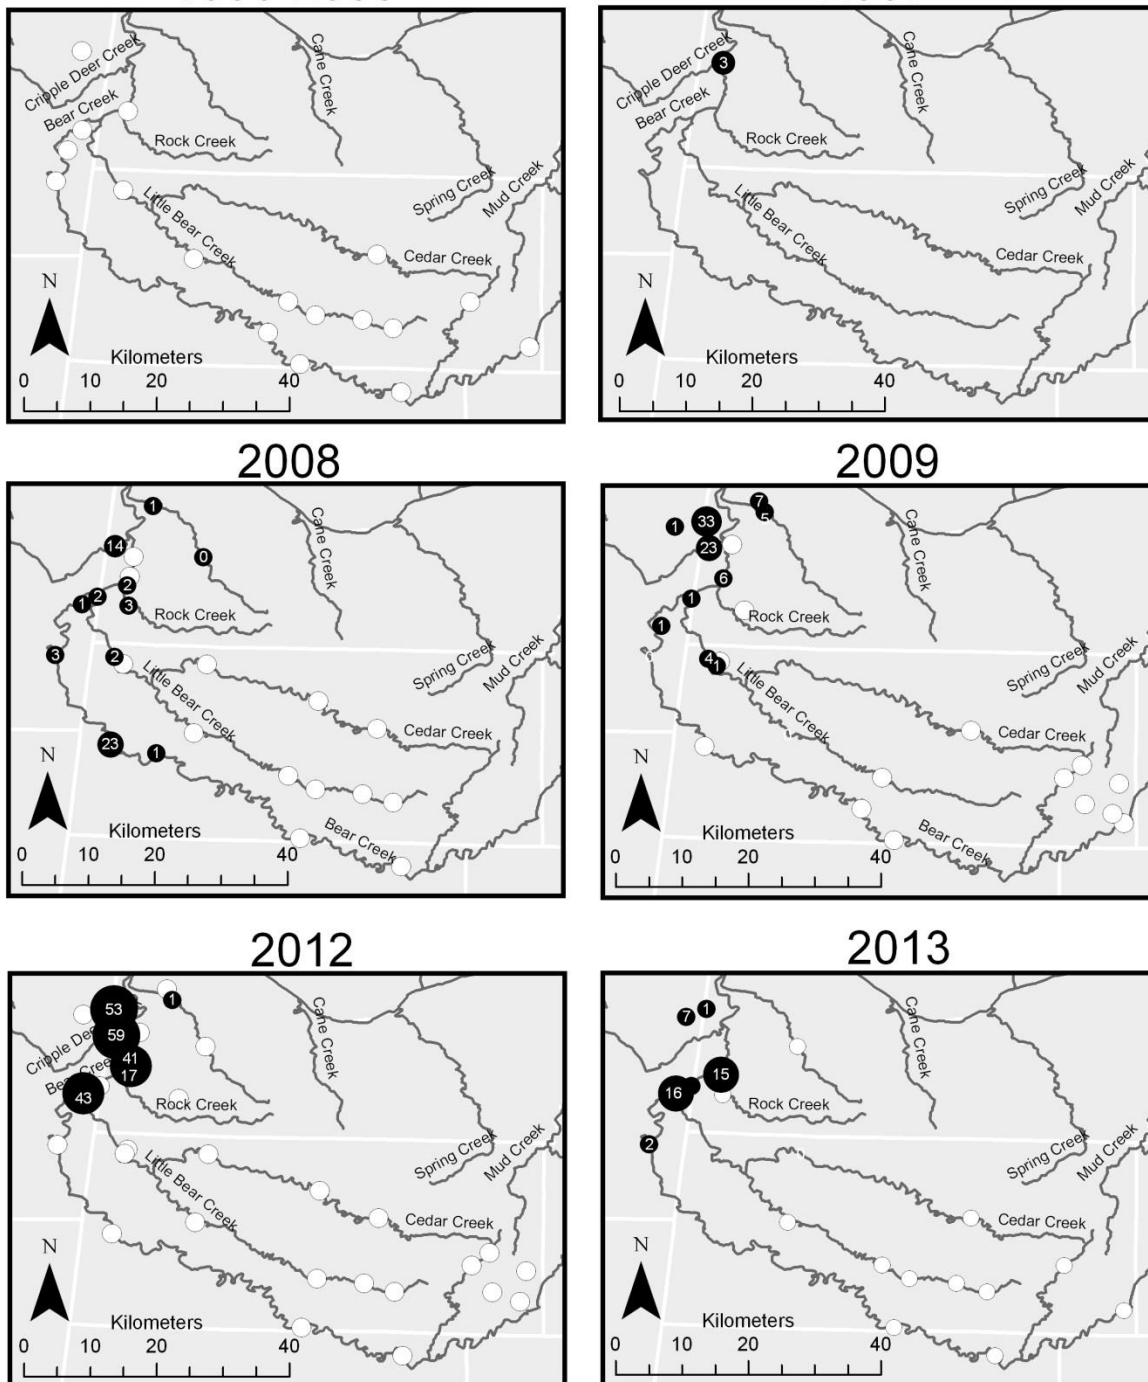 Cripple Deer Creek
Bear Creek
Rock Creek
Cane Creek
Little Bear Creek
Spring Creek
Mud Creek
Cedar Creek
N
Kilometers
0 10 20 40
3
Cripple Deer Creek
Bear Creek
Rock Creek
Cane Creek
Little Bear Creek
Spring Creek
Mud Creek
Cedar Creek
N
Kilometers
0 10 20 40
2008
1
14
0
2
1 2
3
Rock Creek
Cane Creek
3
2
Little Bear Creek
Spring Creek
Mud Creek
Cedar Creek
23
1
N
Kilometers
Bear Creek
0 10 20 40
2009
7
5
1 33
23
6
1
Rock Creek
Cane Creek
1
4
1
Little Bear Creek
Spring Creek
Mud Creek
Cedar Creek
N
Kilometers
Bear Creek
0 10 20 40
2012
53
1
59
Cripple
41
17
Bear Creek
43
Rock Creek
Cane Creek
Little Bear Creek
Spring Creek
Mud Creek
Cedar Creek
N
Kilometers
0 10 20 40
2013
7 1
15
16
Rock Creek
Cane Creek
2
Spring Creek
Mud Creek
Cedar Creek
N
Kilometers
0 10 20 40